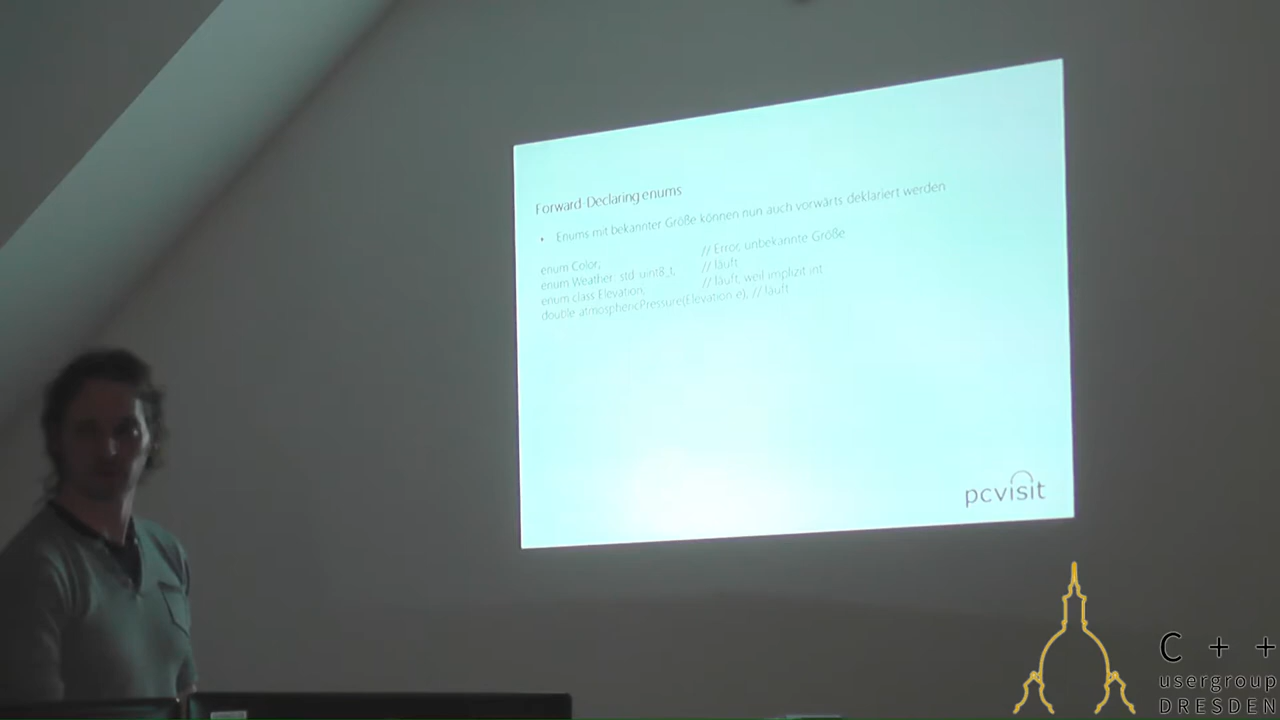 Forward-Declaring enums
• Enums mit bekannter Größe können nun auch vorwärts deklariert werden
enum Color; // Error, unbekannte Größe
enum Weather: std::uint8_t; // läuft
enum class Elevation; // läuft, weil implizit int
double atmosphericPressure(Elevation e); // läuft
pcvisit
C++
usergroup
DRESDEN